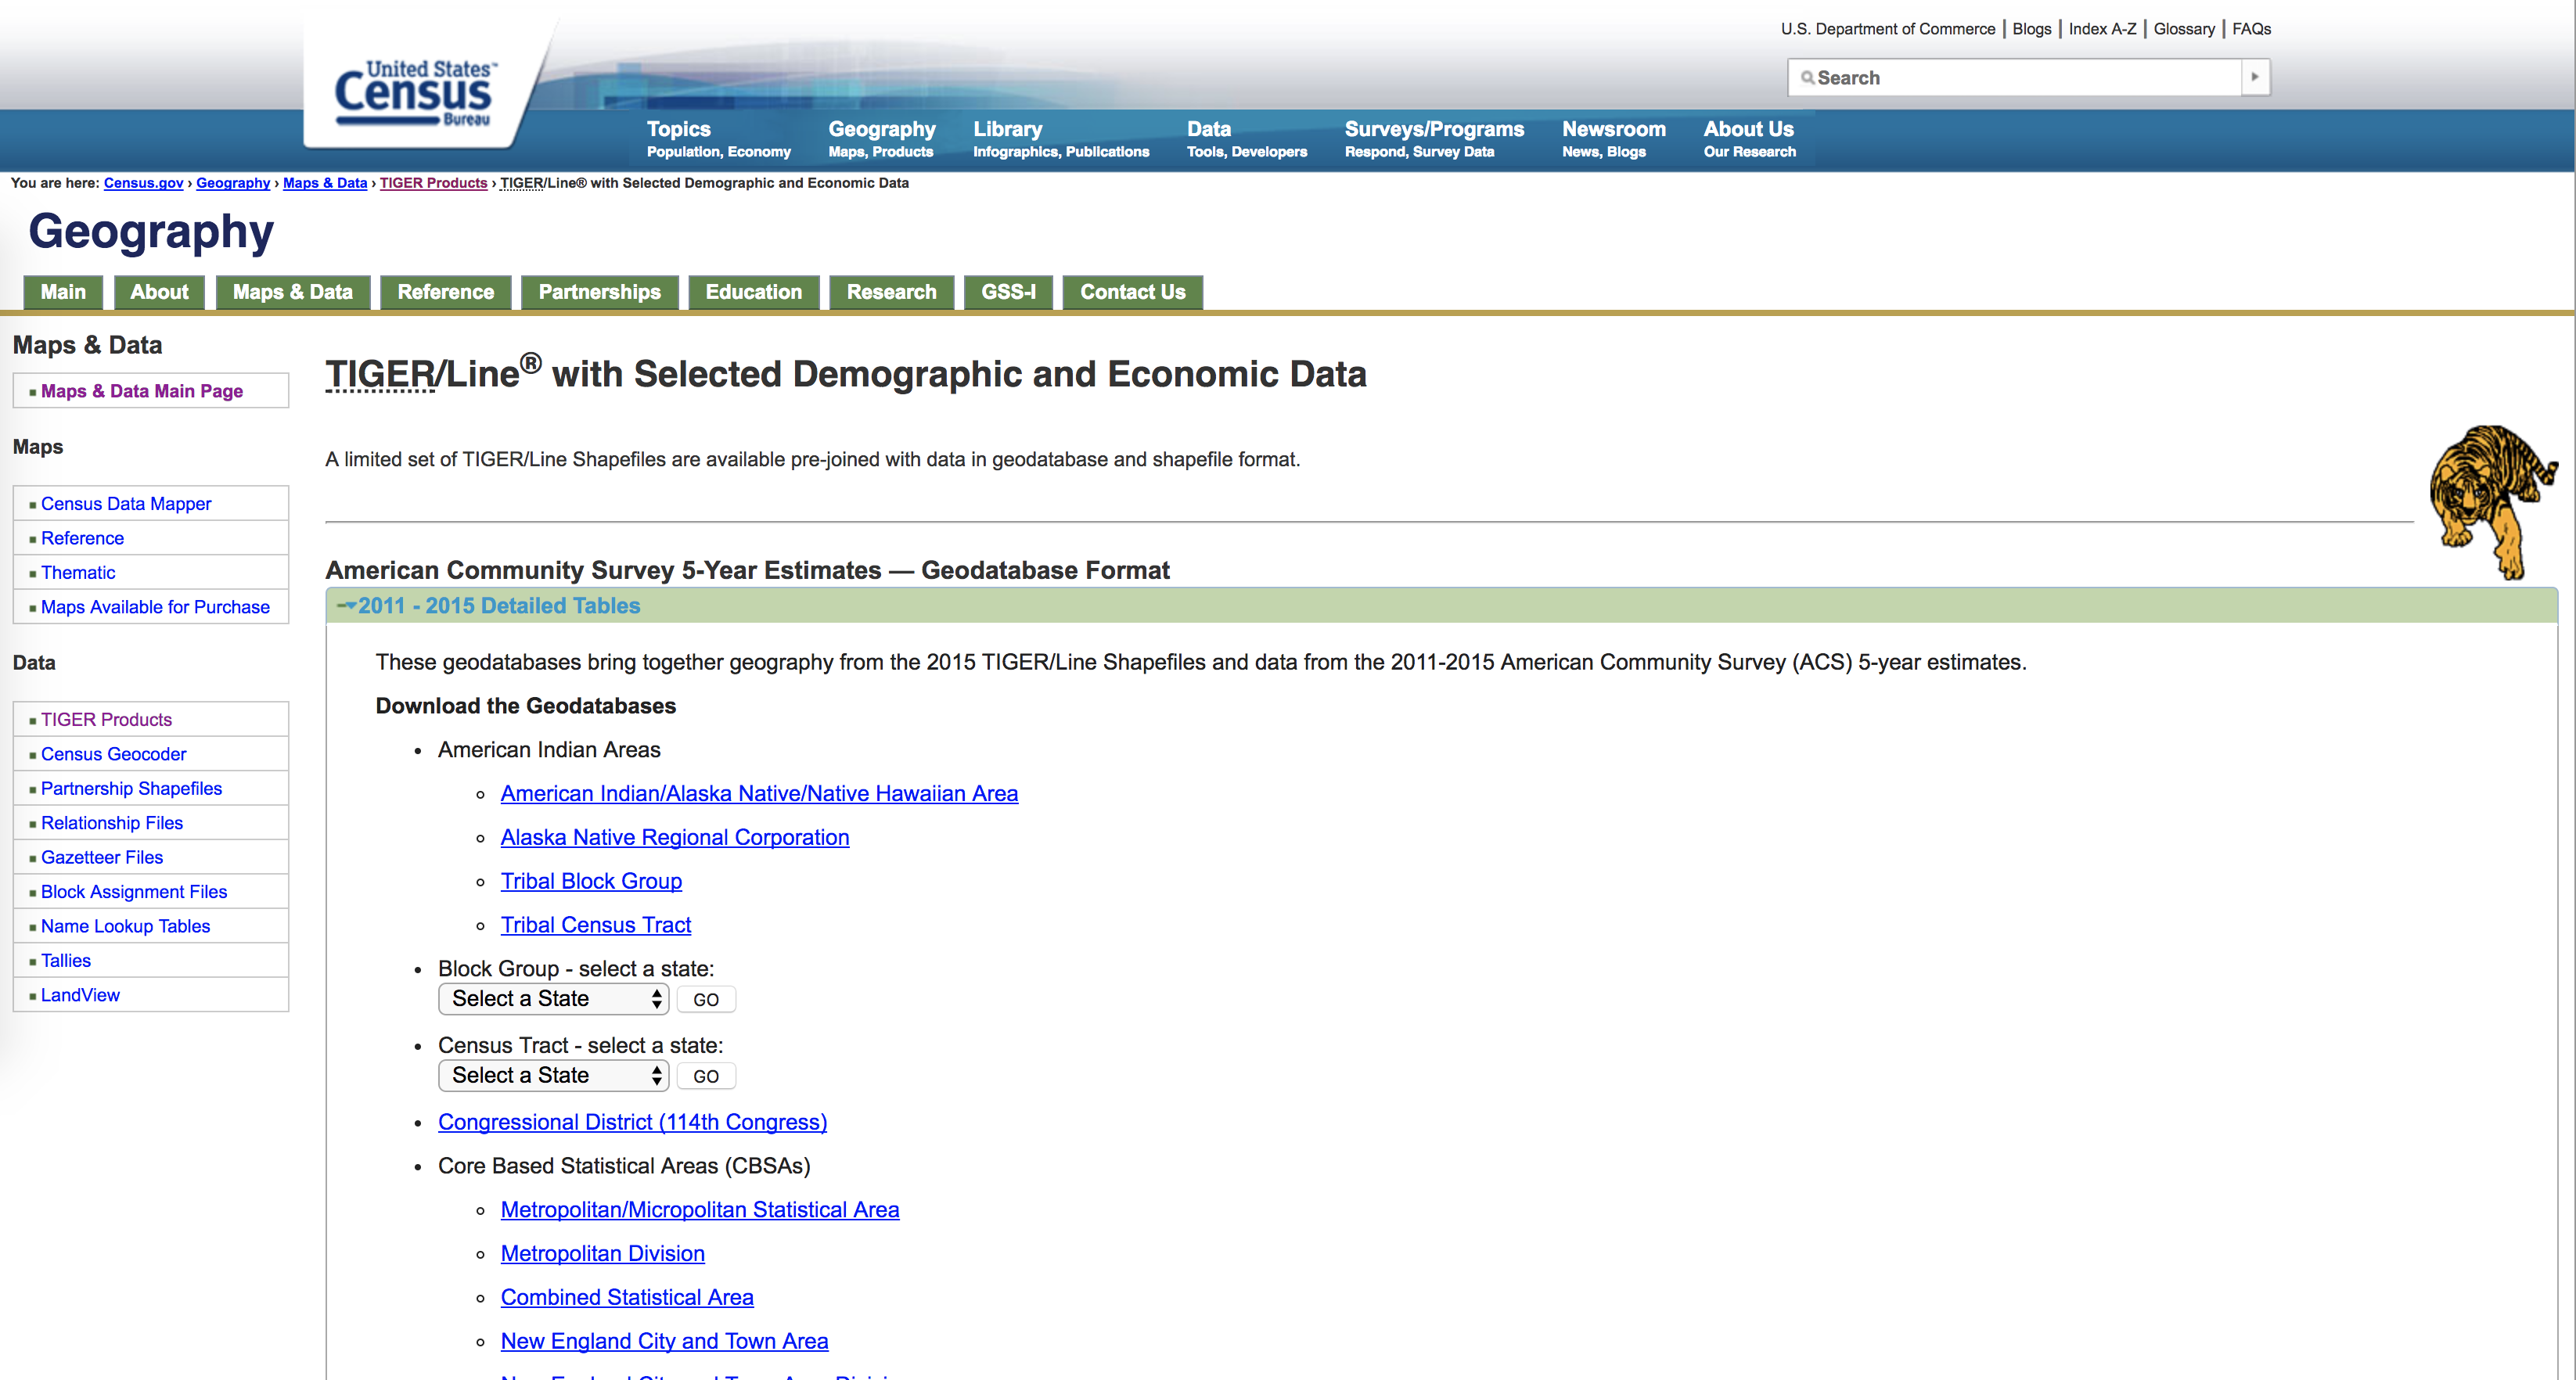 U.S. Department of Commerce | Blogs | Index A-Z | Glossary | FAQs
United States™
Census
Bureau
Search
Topics
Population, Economy
Geography
Maps, Products
Library
Infographics, Publications
Data
Tools, Developers
Surveys/Programs
Respond, Survey Data
Newsroom
News, Blogs
About Us
Our Research
You are here: Census.gov › Geography › Maps & Data › TIGER Products › TIGER/Line® with Selected Demographic and Economic Data
Geography
Main
About
Maps & Data
Reference
Partnerships
Education
Research
GSS-I
Contact Us
Maps & Data
Maps & Data Main Page
Maps
Census Data Mapper
Reference
Thematic
Maps Available for Purchase
Data
TIGER Products
Census Geocoder
Partnership Shapefiles
Relationship Files
Gazetteer Files
Block Assignment Files
Name Lookup Tables
Tallies
LandView
TIGER/Line® with Selected Demographic and Economic Data
A limited set of TIGER/Line Shapefiles are available pre-joined with data in geodatabase and shapefile format.
American Community Survey 5-Year Estimates — Geodatabase Format
2011 - 2015 Detailed Tables
These geodatabases bring together geography from the 2015 TIGER/Line Shapefiles and data from the 2011-2015 American Community Survey (ACS) 5-year estimates.
Download the Geodatabases
• American Indian Areas
American Indian/Alaska Native/Native Hawaiian Area
Alaska Native Regional Corporation
Tribal Block Group
Tribal Census Tract
• Block Group - select a state:
Select a State GO
• Census Tract - select a state:
Select a State GO
• Congressional District (114th Congress)
• Core Based Statistical Areas (CBSAs)
Metropolitan/Micropolitan Statistical Area
Metropolitan Division
Combined Statistical Area
New England City and Town Area